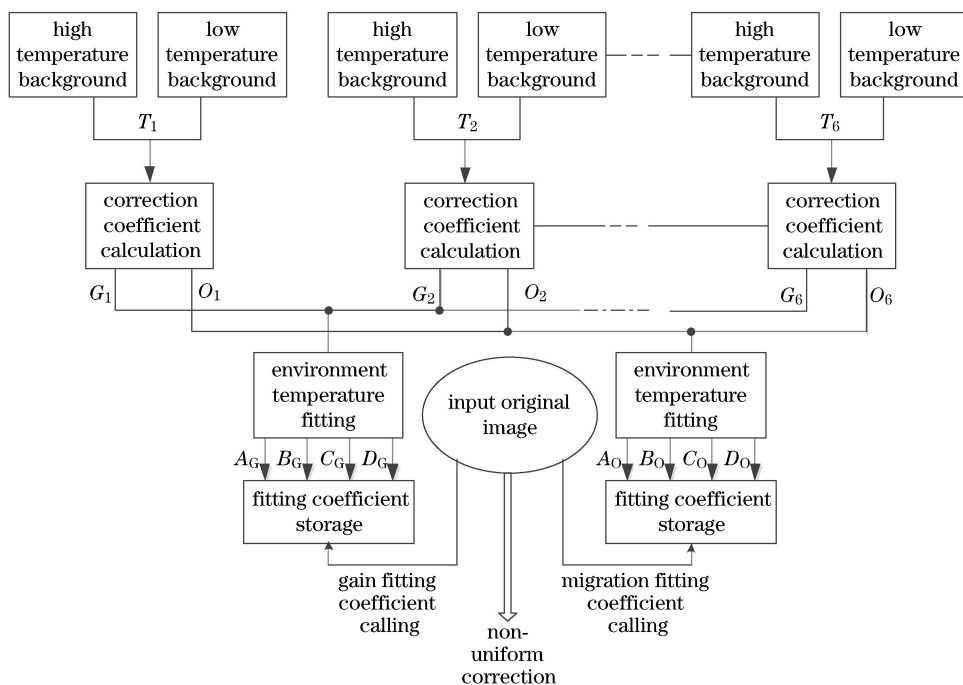 high
temperature
background
low
temperature
background
high
temperature
background
low
temperature
background
high
temperature
background
low
temperature
background
T1
T2
T6
correction
coefficient
calculation
correction
coefficient
calculation
correction
coefficient
calculation
G1
O1
G2
O2
G6
O6
environment
temperature
fitting
input original
image
environment
temperature
fitting
AG
BG
CG
DG
AO
BO
CO
DO
fitting coefficient
storage
fitting coefficient
storage
gain fitting
coefficient
calling
migration fitting
coefficient
calling
non-
uniform
correction